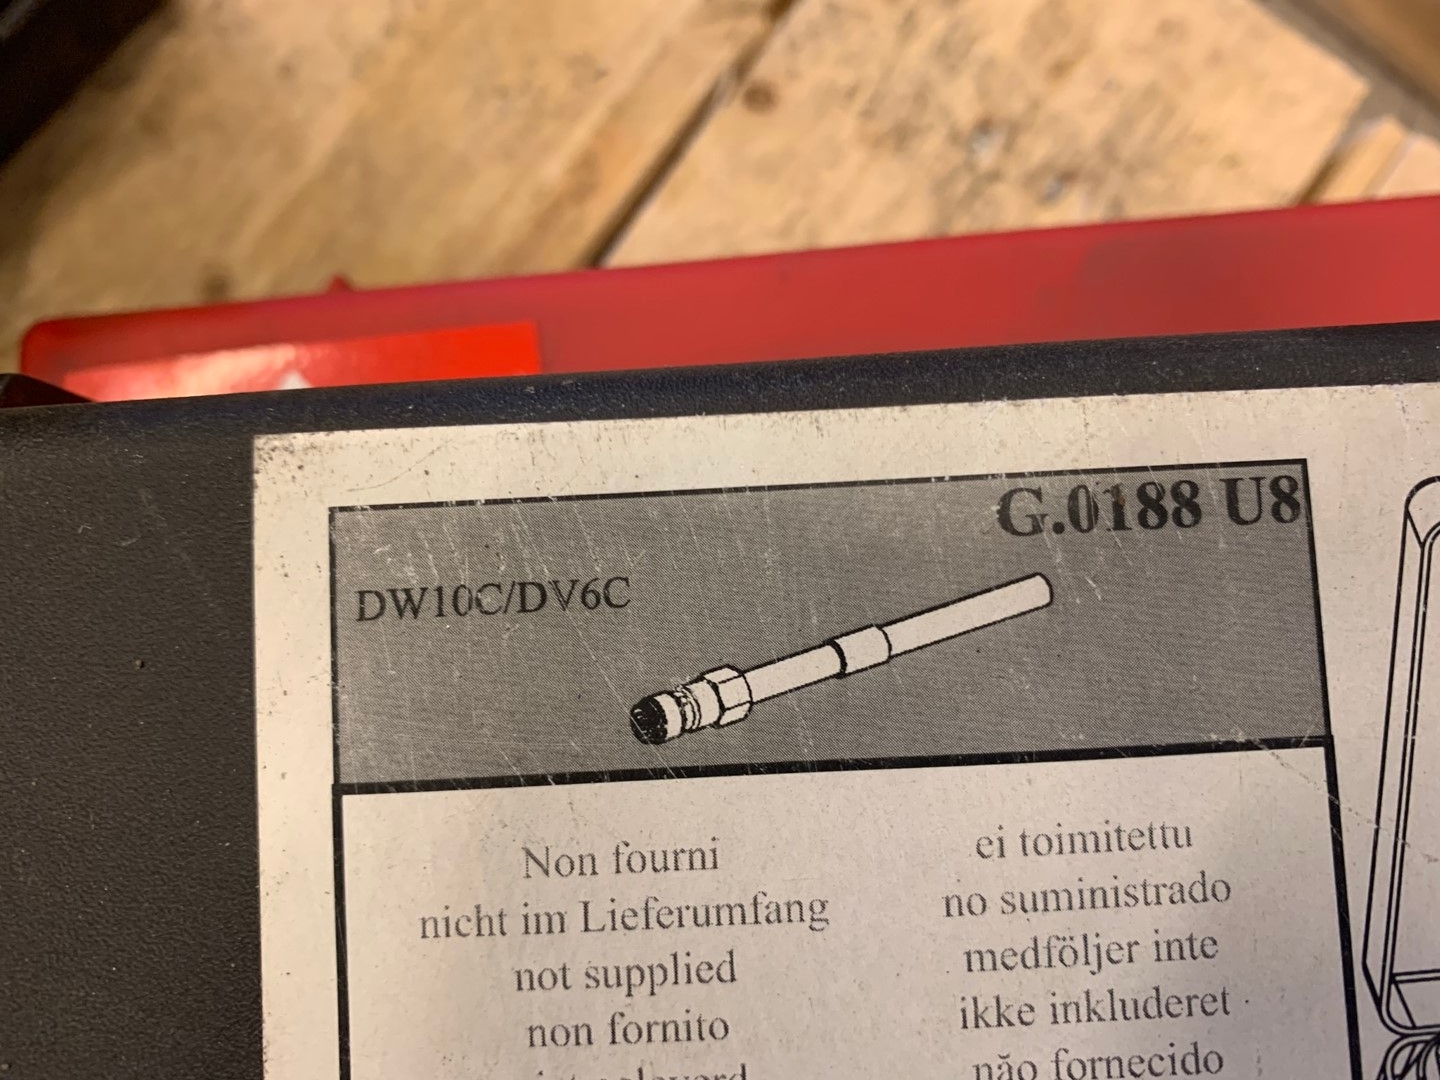 G.0188 U8
DW10C/DV6C
Non fourni
nicht im Lieferumfang
not supplied
non fornito
ei toimitettu
no suministrado
medföljer inte
ikke inkluderet
não fornecido